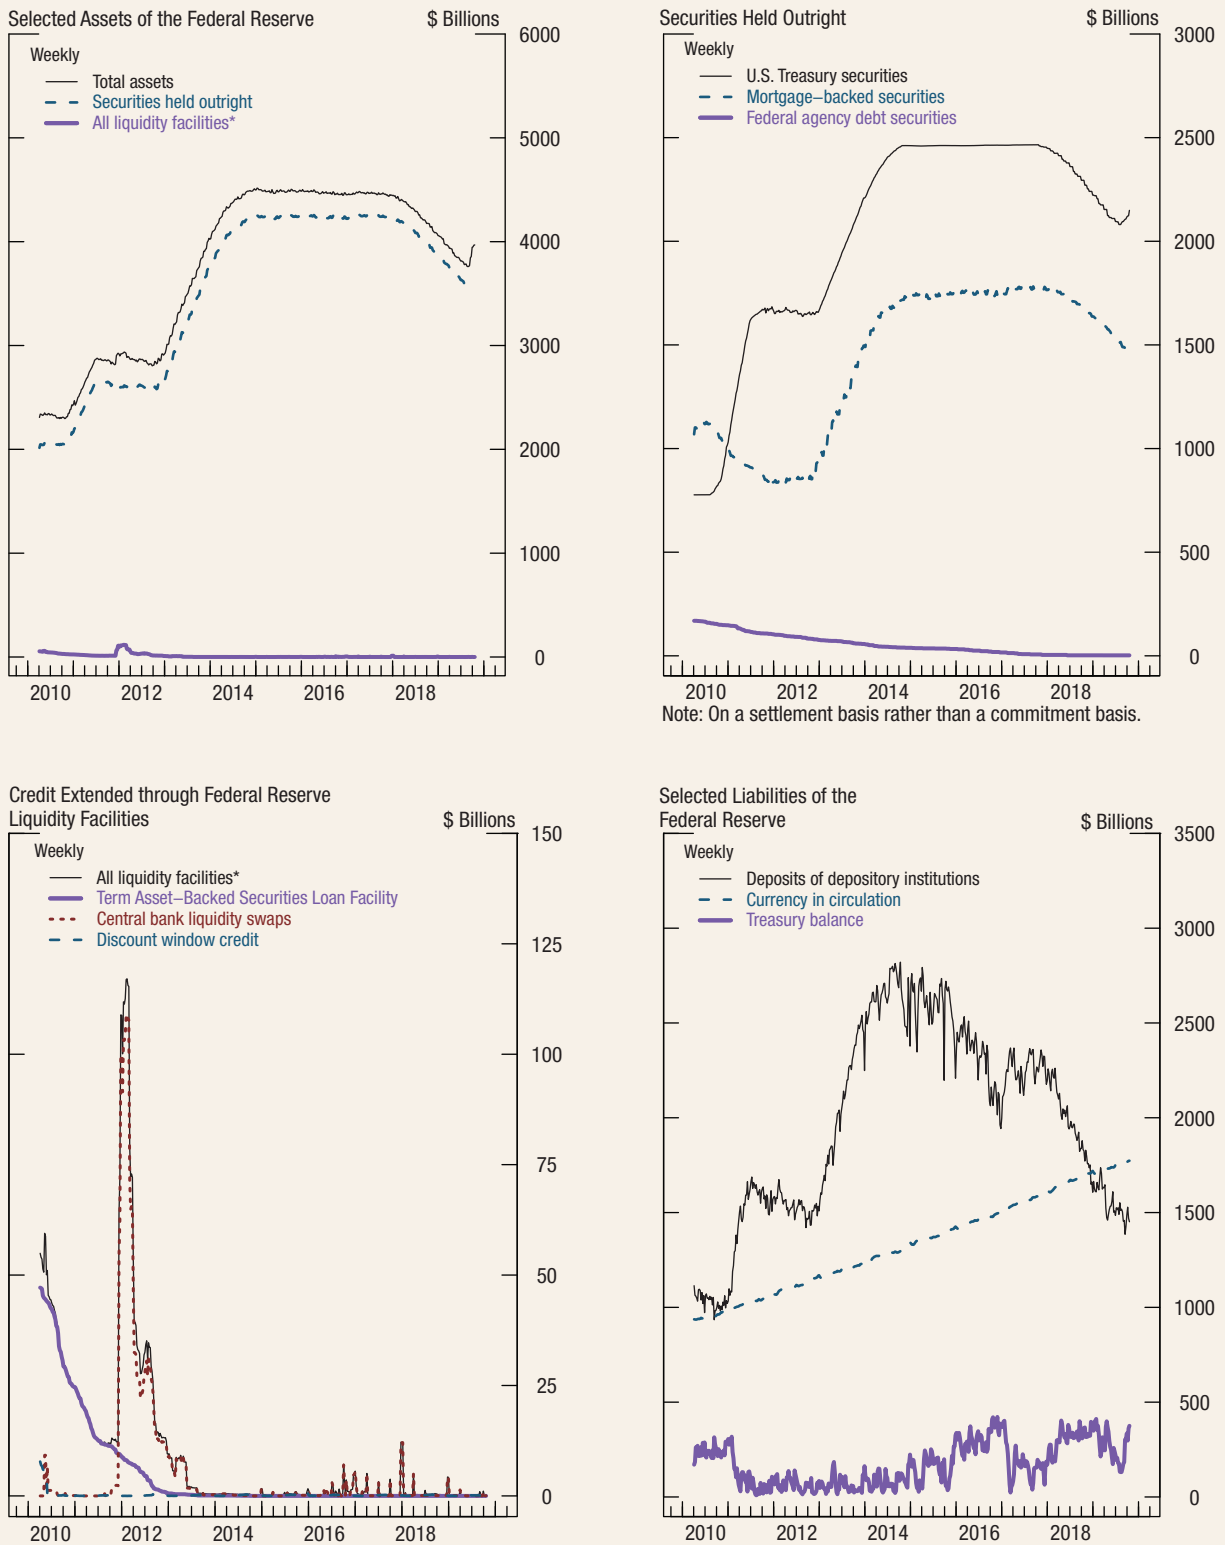 Selected Assets of the Federal Reserve
$ Billions
Weekly
Total assets
Securities held outright
All liquidity facilities*
6000
5000
4000
3000
2000
1000
0
2010 2012 2014 2016 2018
Securities Held Outright
$ Billions
Weekly
U.S. Treasury securities
Mortgage−backed securities
Federal agency debt securities
3000
2500
2000
1500
1000
500
0
2010 2012 2014 2016 2018
Note: On a settlement basis rather than a commitment basis.
Credit Extended through Federal Reserve
Liquidity Facilities
$ Billions
Weekly
All liquidity facilities*
Term Asset−Backed Securities Loan Facility
Central bank liquidity swaps
Discount window credit
150
125
100
75
50
25
0
2010 2012 2014 2016 2018
Selected Liabilities of the
Federal Reserve
$ Billions
Weekly
Deposits of depository institutions
Currency in circulation
Treasury balance
3500
3000
2500
2000
1500
1000
500
0
2010 2012 2014 2016 2018